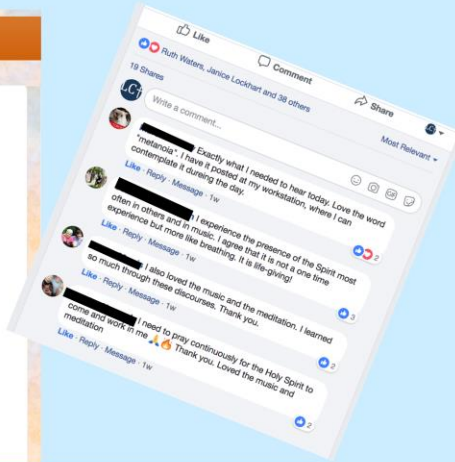 Like Comment Share
Ruth Waters, Janice Lockhart and 38 others
19 Shares Most Relevant
LC†
Write a comment...
Exactly what I needed to hear today. Love the word
"metanoia". I have it posted at my workstation, where I can
contemplate it dureing the day.
Like · Reply · Message · 1w 2
I experience the presence of the Spirit most
often in others and in music. I agree that it is not a one time
experience but more like breathing. It is life-giving!
Like · Reply · Message · 1w 3
I also loved the music and the meditation. I learned
so much through these discourses. Thank you.
Like · Reply · Message · 1w 2
I need to pray continuously for the Holy Spirit to
come and work in me 🙏🔥 Thank you. Loved the music and
meditation
Like · Reply · Message · 1w 2